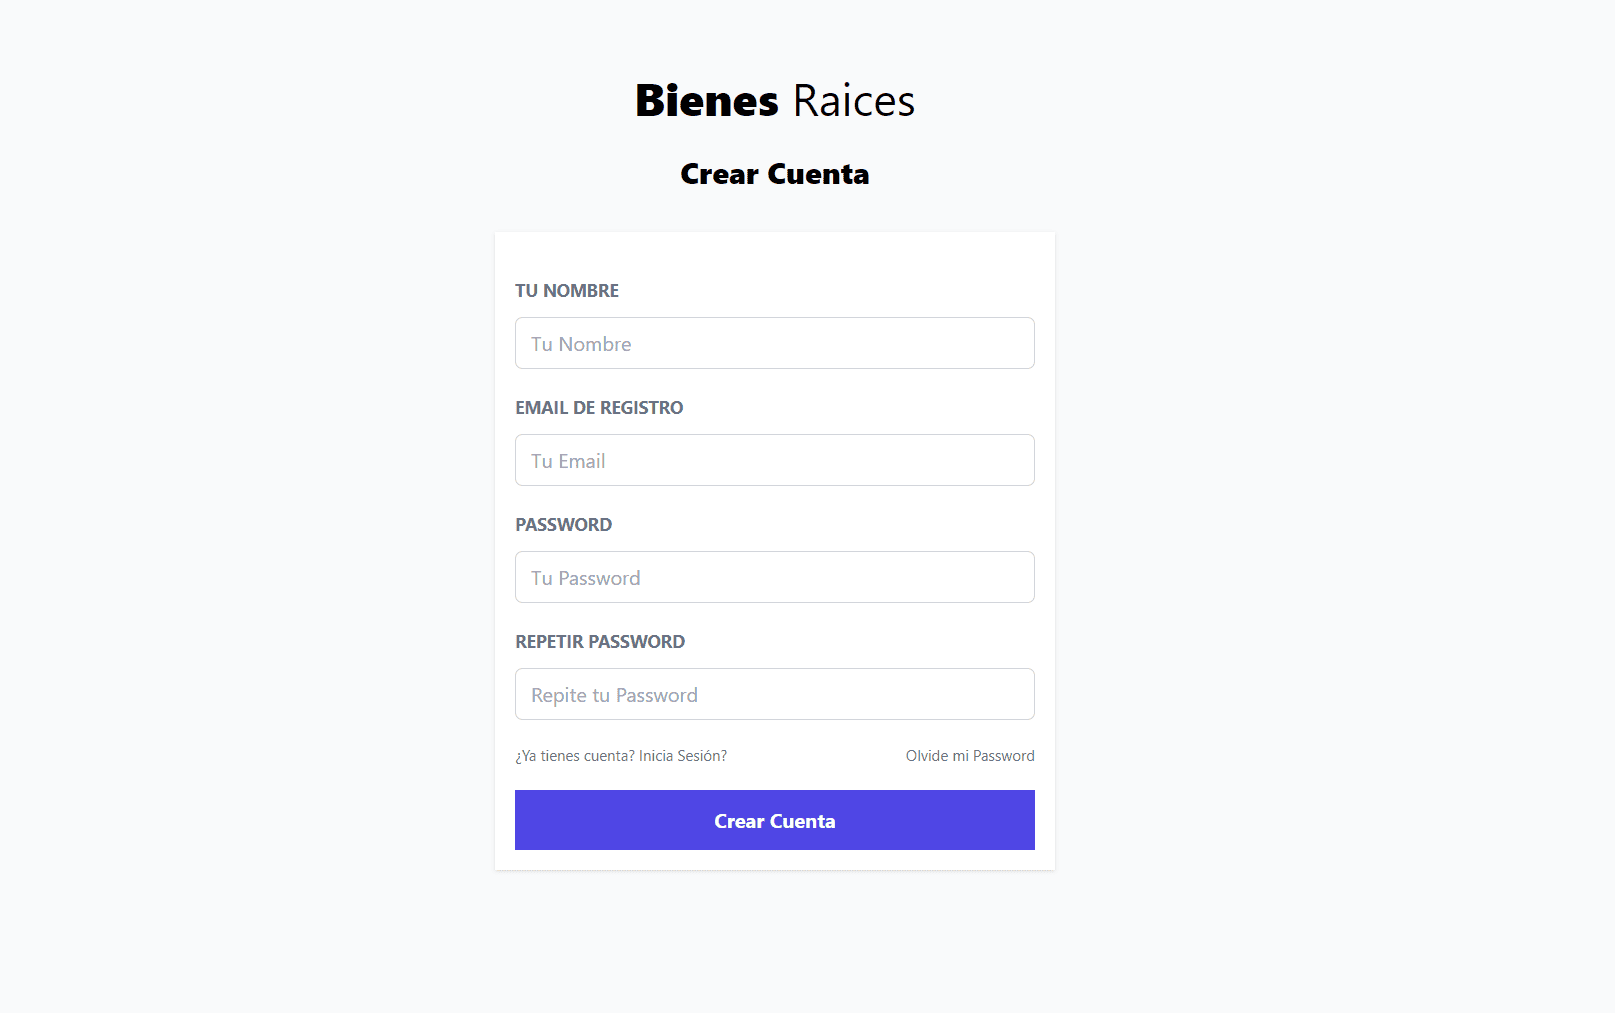 Bienes Raices
Crear Cuenta
TU NOMBRE
Tu Nombre
EMAIL DE REGISTRO
Tu Email
PASSWORD
Tu Password
REPETIR PASSWORD
Repite tu Password
¿Ya tienes cuenta? Inicia Sesión? Olvide mi Password
Crear Cuenta